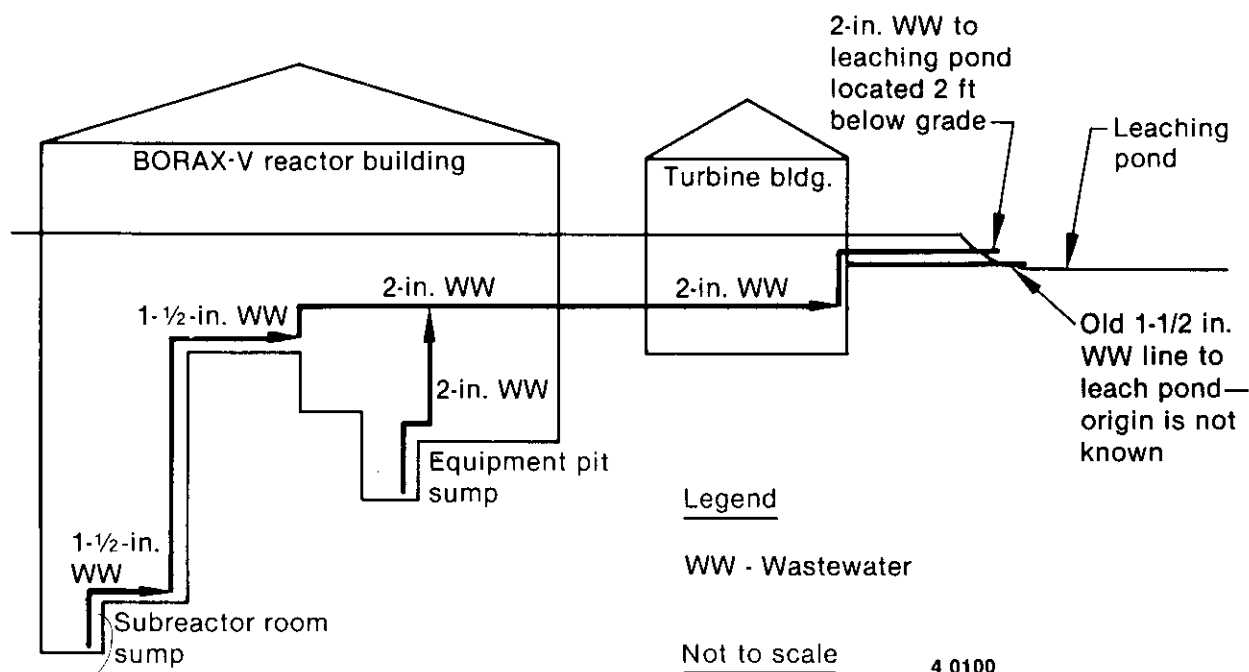 2-in. WW to
leaching pond
located 2 ft
below grade
Leaching
pond
BORAX-V reactor building
Turbine bldg.
2-in. WW
2-in. WW
1-½-in. WW
2-in. WW
Old 1-1/2 in.
WW line to
leach pond—
origin is not
known
Equipment pit
sump
1-½-in.
WW
Subreactor room
sump
Legend
WW - Wastewater
Not to scale
4 0100